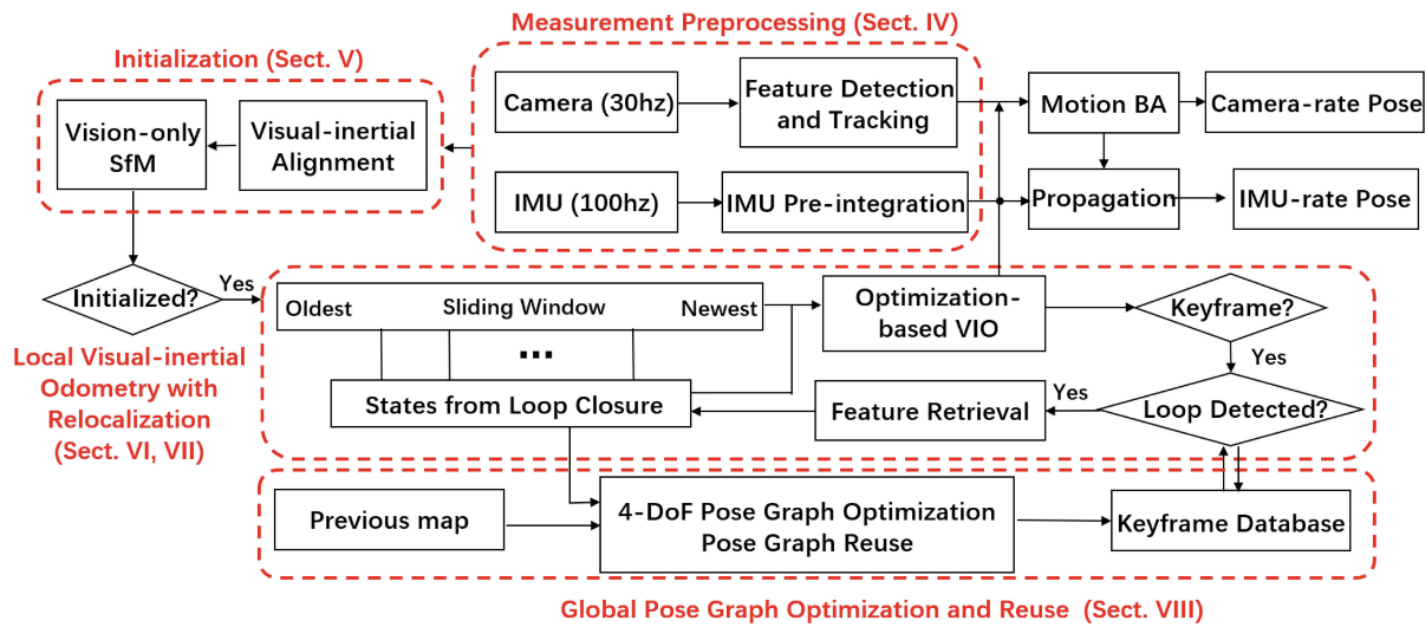 Measurement Preprocessing (Sect. IV)
Initialization (Sect. V)
Vision-only
SfM
Visual-inertial
Alignment
Camera (30hz)
Feature Detection
and Tracking
Motion BA
Camera-rate Pose
IMU (100hz)
IMU Pre-integration
Propagation
IMU-rate Pose
Initialized?
Yes
Oldest
Sliding Window
Newest
...
States from Loop Closure
Optimization-
based VIO
Keyframe?
Yes
Loop Detected?
Yes
Feature Retrieval
Local Visual-inertial
Odometry with
Relocalization
(Sect. VI, VII)
Previous map
4-DoF Pose Graph Optimization
Pose Graph Reuse
Keyframe Database
Global Pose Graph Optimization and Reuse (Sect. VIII)